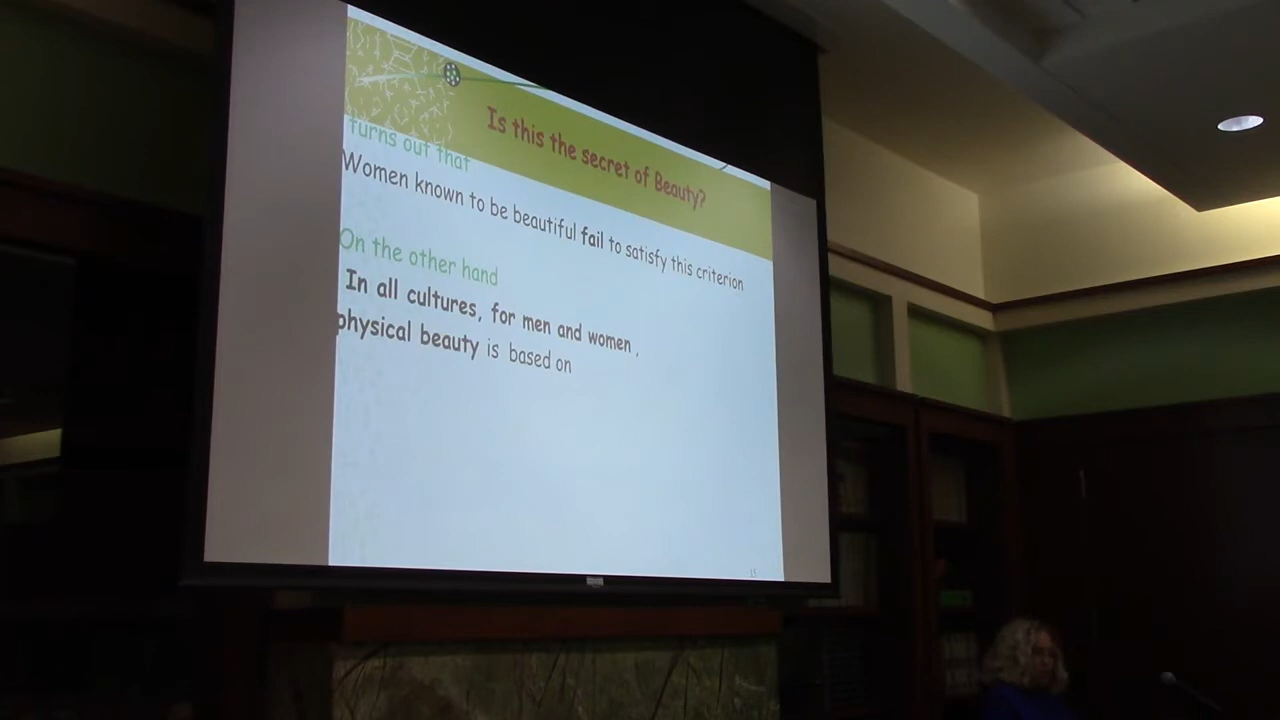 Is this the secret of Beauty?
turns out that
Women known to be beautiful fail to satisfy this criterion
On the other hand
In all cultures, for men and women ,
physical beauty is based on
15